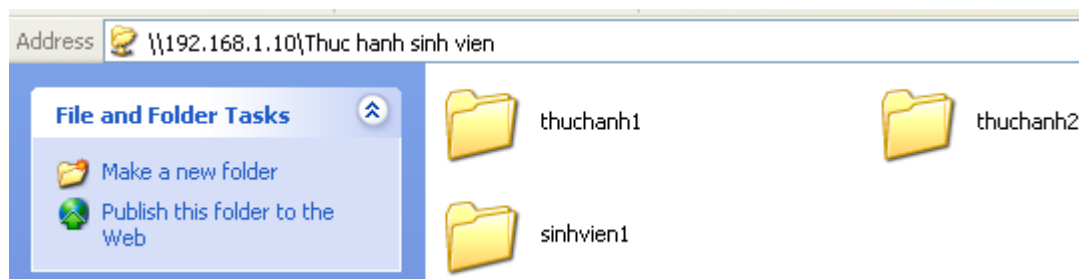 Address \\192.168.1.10\Thuc hanh sinh vien
File and Folder Tasks
Make a new folder
Publish this folder to the
Web
thuchanh1
thuchanh2
sinhvien1